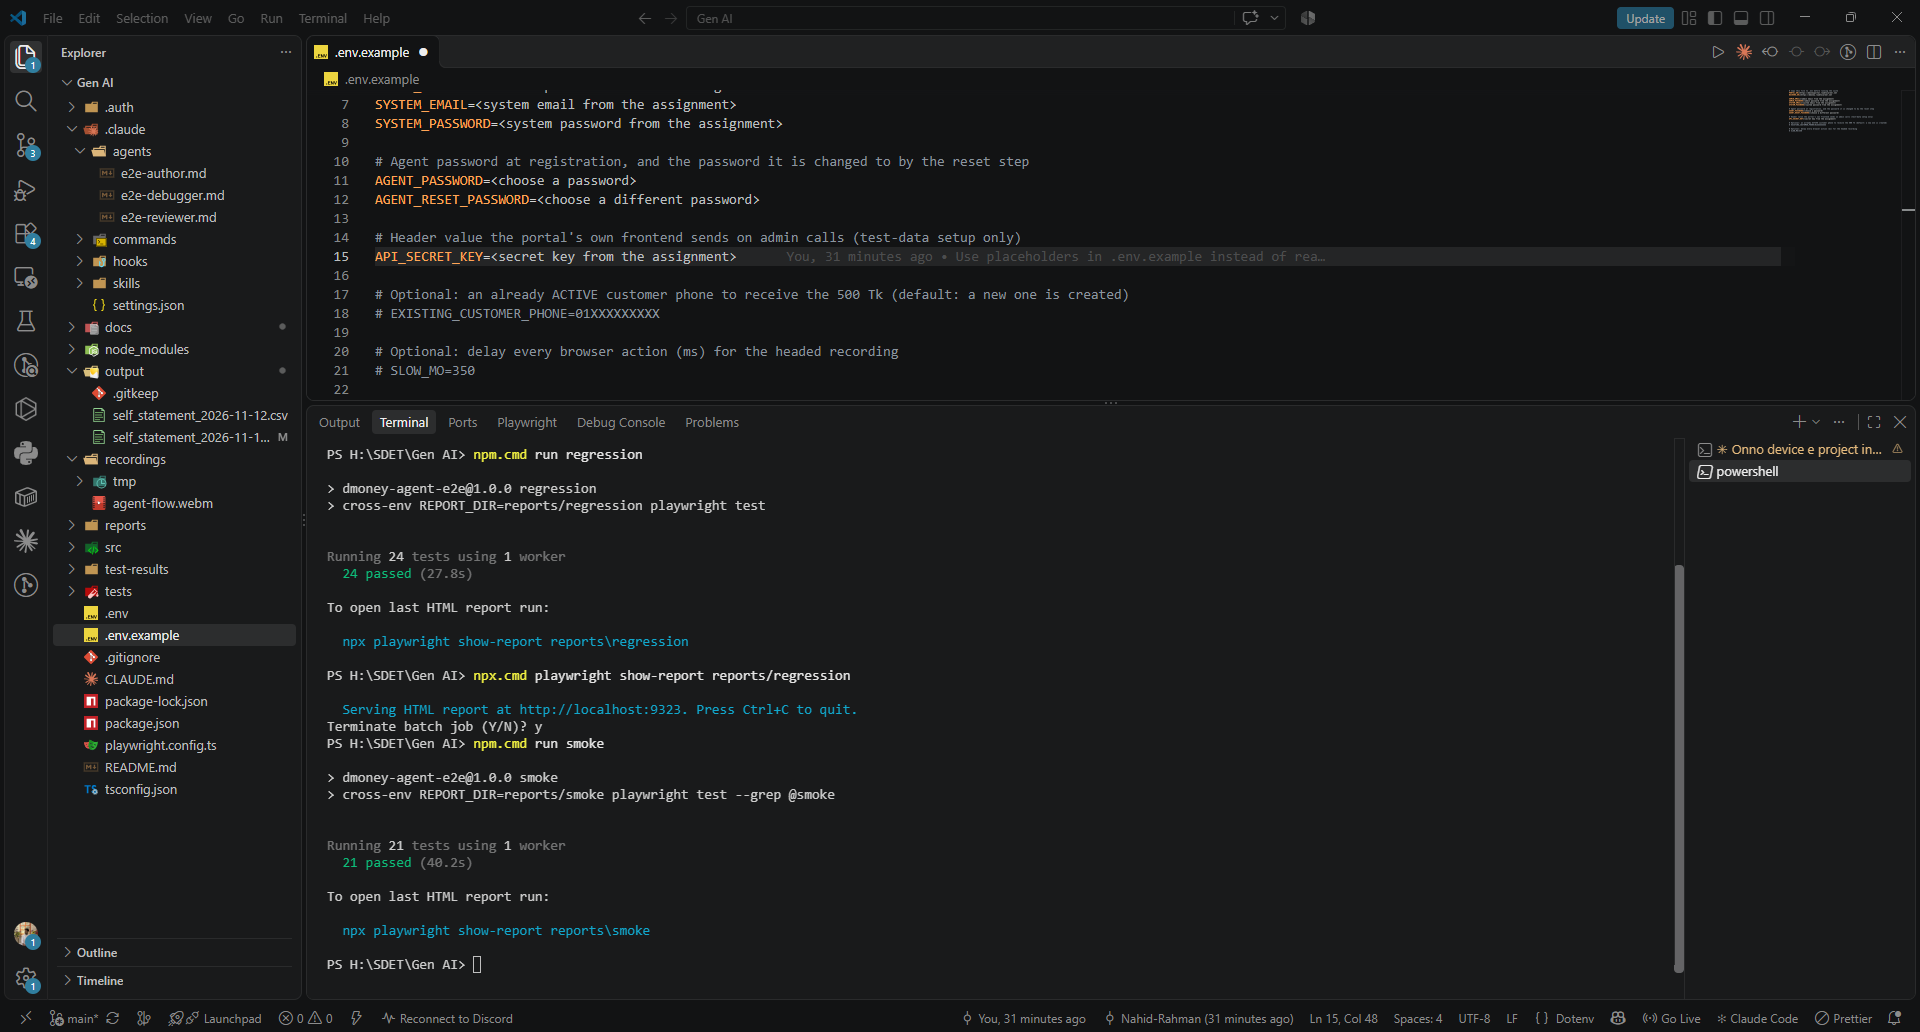 File Edit Selection View Go Run Terminal Help
Gen AI
Update
Explorer
Gen AI
.auth
.claude
agents
e2e-author.md
e2e-debugger.md
e2e-reviewer.md
commands
hooks
skills
settings.json
docs
node_modules
output
.gitkeep
self_statement_2026-11-12.csv
self_statement_2026-11-1... M
recordings
tmp
agent-flow.webm
reports
src
test-results
tests
.env
.env.example
.gitignore
CLAUDE.md
package-lock.json
package.json
playwright.config.ts
README.md
tsconfig.json
Outline
Timeline
.env.example
.env.example
7 SYSTEM_EMAIL=<system email from the assignment>
8 SYSTEM_PASSWORD=<system password from the assignment>
9
10 # Agent password at registration, and the password it is changed to by the reset step
11 AGENT_PASSWORD=<choose a password>
12 AGENT_RESET_PASSWORD=<choose a different password>
13
14 # Header value the portal's own frontend sends on admin calls (test-data setup only)
15 API_SECRET_KEY=<secret key from the assignment> You, 31 minutes ago • Use placeholders in .env.example instead of rea…
16
17 # Optional: an already ACTIVE customer phone to receive the 500 Tk (default: a new one is created)
18 # EXISTING_CUSTOMER_PHONE=01XXXXXXXXX
19
20 # Optional: delay every browser action (ms) for the headed recording
21 # SLOW_MO=350
22
Output Terminal Ports Playwright Debug Console Problems
PS H:\SDET\Gen AI> npm.cmd run regression
> dmoney-agent-e2e@1.0.0 regression
> cross-env REPORT_DIR=reports/regression playwright test
Running 24 tests using 1 worker
24 passed (27.8s)
To open last HTML report run:
npx playwright show-report reports\regression
PS H:\SDET\Gen AI> npx.cmd playwright show-report reports/regression
Serving HTML report at http://localhost:9323. Press Ctrl+C to quit.
Terminate batch job (Y/N)? y
PS H:\SDET\Gen AI> npm.cmd run smoke
> dmoney-agent-e2e@1.0.0 smoke
> cross-env REPORT_DIR=reports/smoke playwright test --grep @smoke
Running 21 tests using 1 worker
21 passed (40.2s)
To open last HTML report run:
npx playwright show-report reports\smoke
PS H:\SDET\Gen AI>
Onno device e project in...
powershell
main* Launchpad 0 0 Reconnect to Discord
You, 31 minutes ago Nahid-Rahman (31 minutes ago) Ln 15, Col 48 Spaces: 4 UTF-8 LF { } Dotenv Go Live Claude Code Prettier